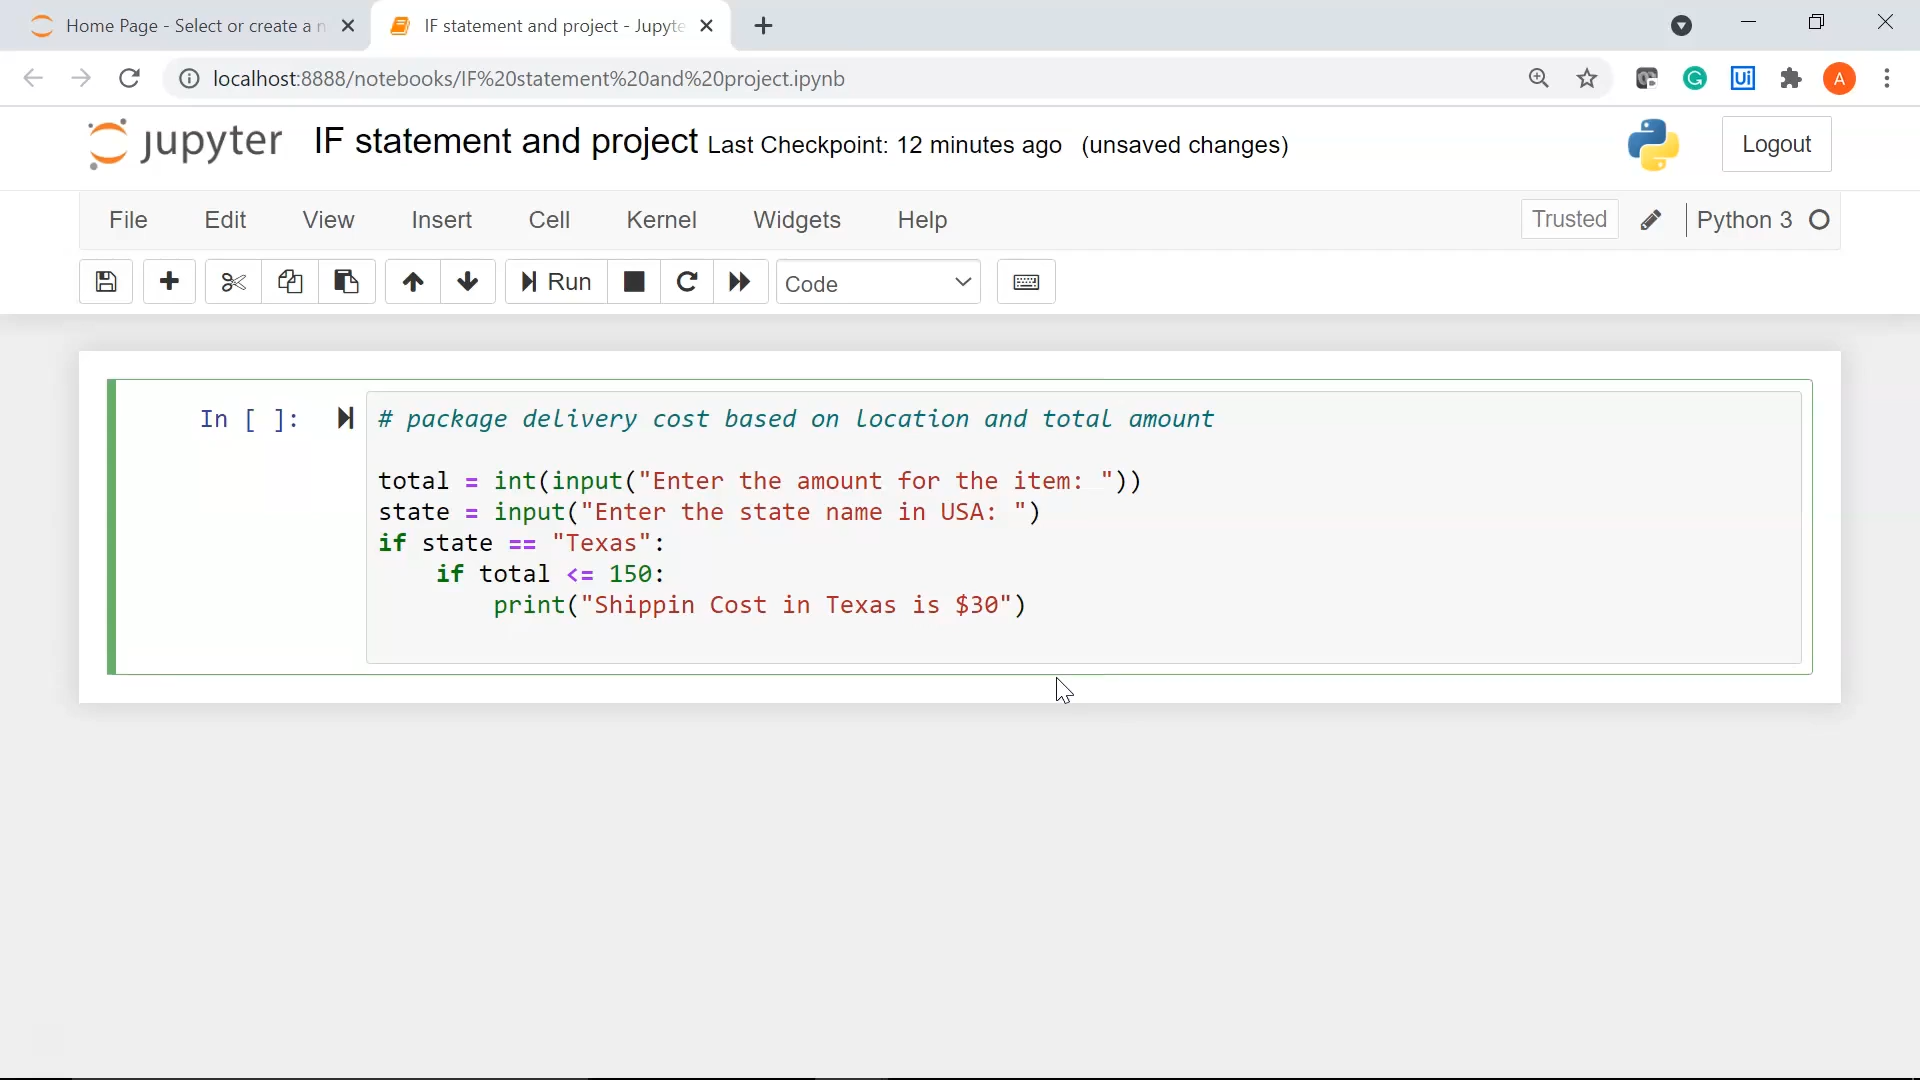 Home Page - Select or create a n
IF statement and project - Jupyte
localhost:8888/notebooks/IF%20statement%20and%20project.ipynb
A
jupyter IF statement and project Last Checkpoint: 12 minutes ago (unsaved changes)
Logout
File Edit View Insert Cell Kernel Widgets Help
Trusted
Python 3
Run
Code
In [ ]:
# package delivery cost based on location and total amount
total = int(input("Enter the amount for the item: "))
state = input("Enter the state name in USA: ")
if state == "Texas":
    if total <= 150:
        print("Shippin Cost in Texas is $30")